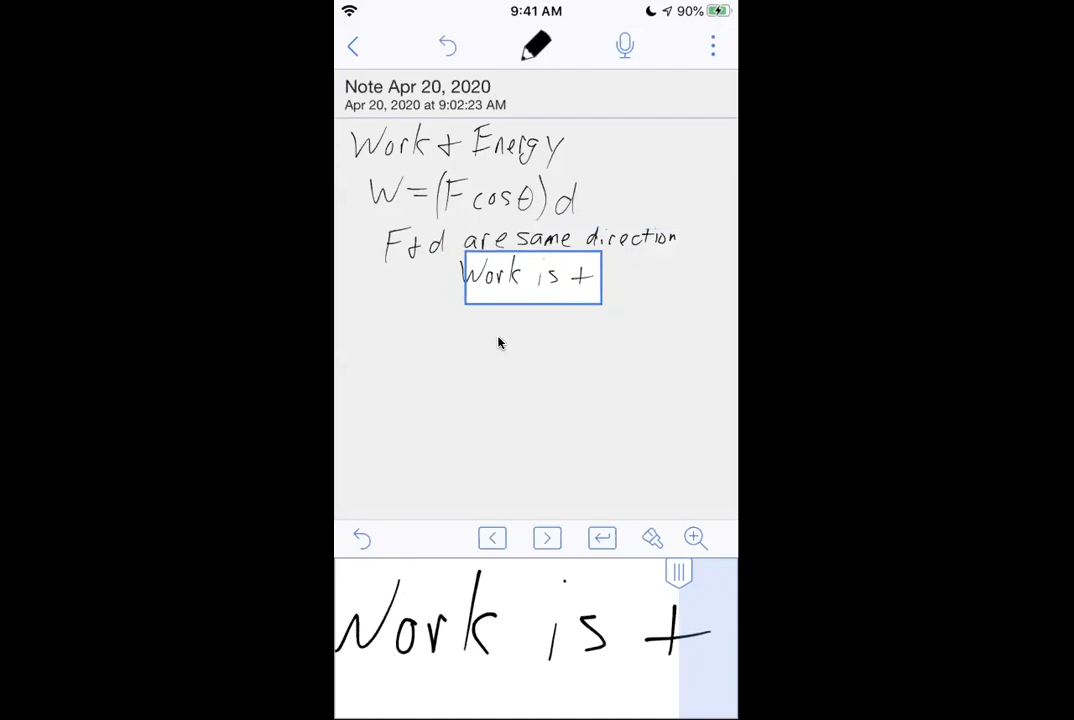 9:41 AM
90%
Note Apr 20, 2020
Apr 20, 2020 at 9:02:23 AM
Work + Energy
W = (F cosθ) d
F + d are same direction
Work is +
Work is +